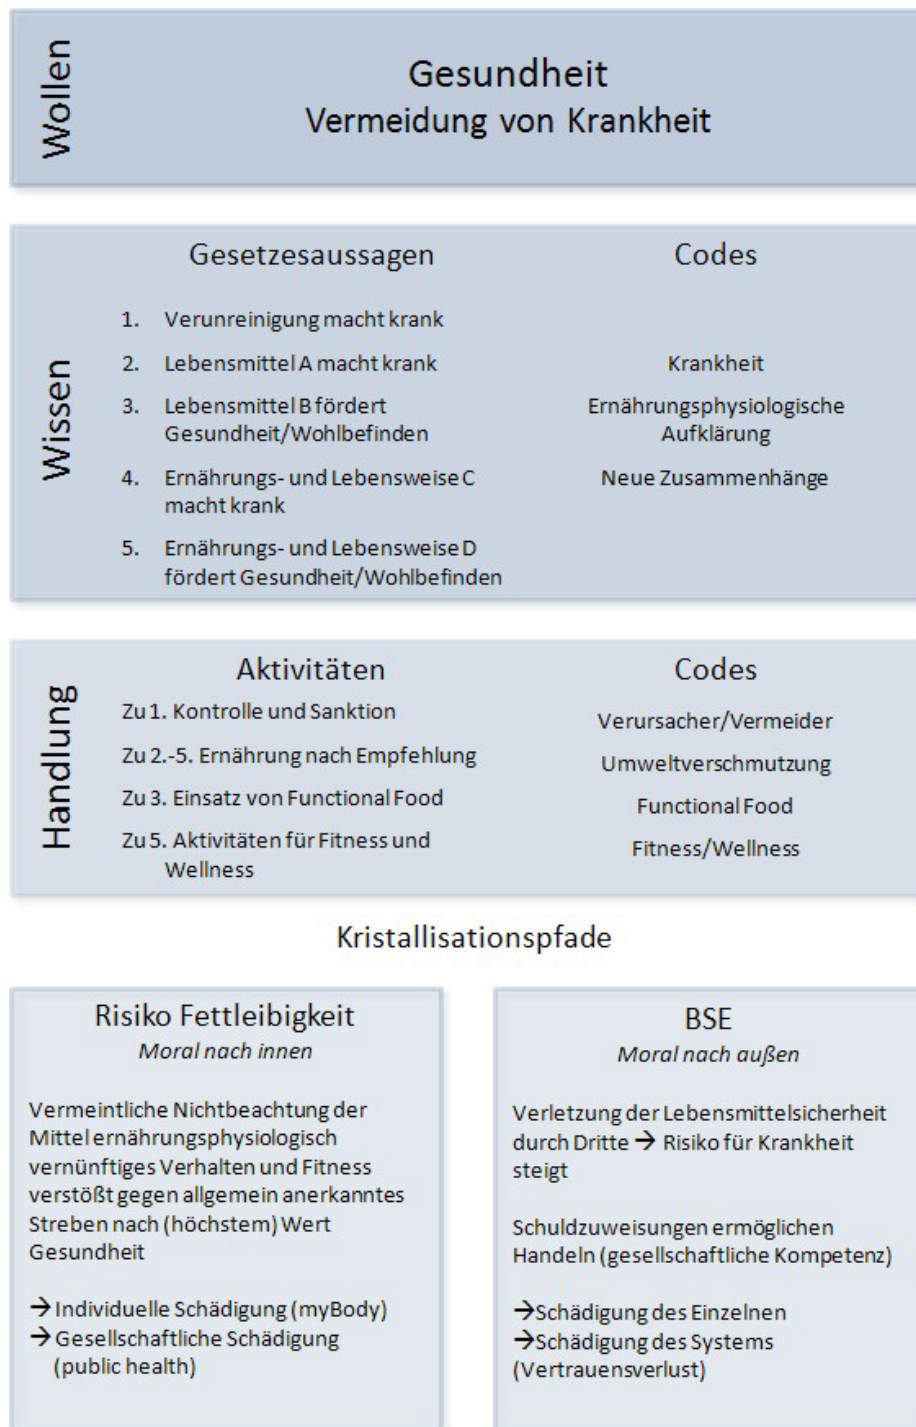 Wollen
Gesundheit
Vermeidung von Krankheit
Wissen
Gesetzesaussagen
1. Verunreinigung macht krank
2. Lebensmittel A macht krank
3. Lebensmittel B fördert
Gesundheit/Wohlbefinden
4. Ernährungs- und Lebensweise C
macht krank
5. Ernährungs- und Lebensweise D
fördert Gesundheit/Wohlbefinden
Codes
Krankheit
Ernährungsphysiologische
Aufklärung
Neue Zusammenhänge
Handlung
Aktivitäten
Zu 1. Kontrolle und Sanktion
Zu 2.-5. Ernährung nach Empfehlung
Zu 3. Einsatz von Functional Food
Zu 5. Aktivitäten für Fitness und
Wellness
Codes
Verursacher/Vermeider
Umweltverschmutzung
Functional Food
Fitness/Wellness
Kristallisationspfade
Risiko Fettleibigkeit
Moral nach innen
Vermeintliche Nichtbeachtung der
Mittel ernährungsphysiologisch
vernünftiges Verhalten und Fitness
verstößt gegen allgemein anerkanntes
Streben nach (höchstem) Wert
Gesundheit
→ Individuelle Schädigung (myBody)
→ Gesellschaftliche Schädigung
(public health)
BSE
Moral nach außen
Verletzung der Lebensmittelsicherheit
durch Dritte → Risiko für Krankheit
steigt
Schuldzuweisungen ermöglichen
Handeln (gesellschaftliche Kompetenz)
→Schädigung des Einzelnen
→Schädigung des Systems
(Vertrauensverlust)